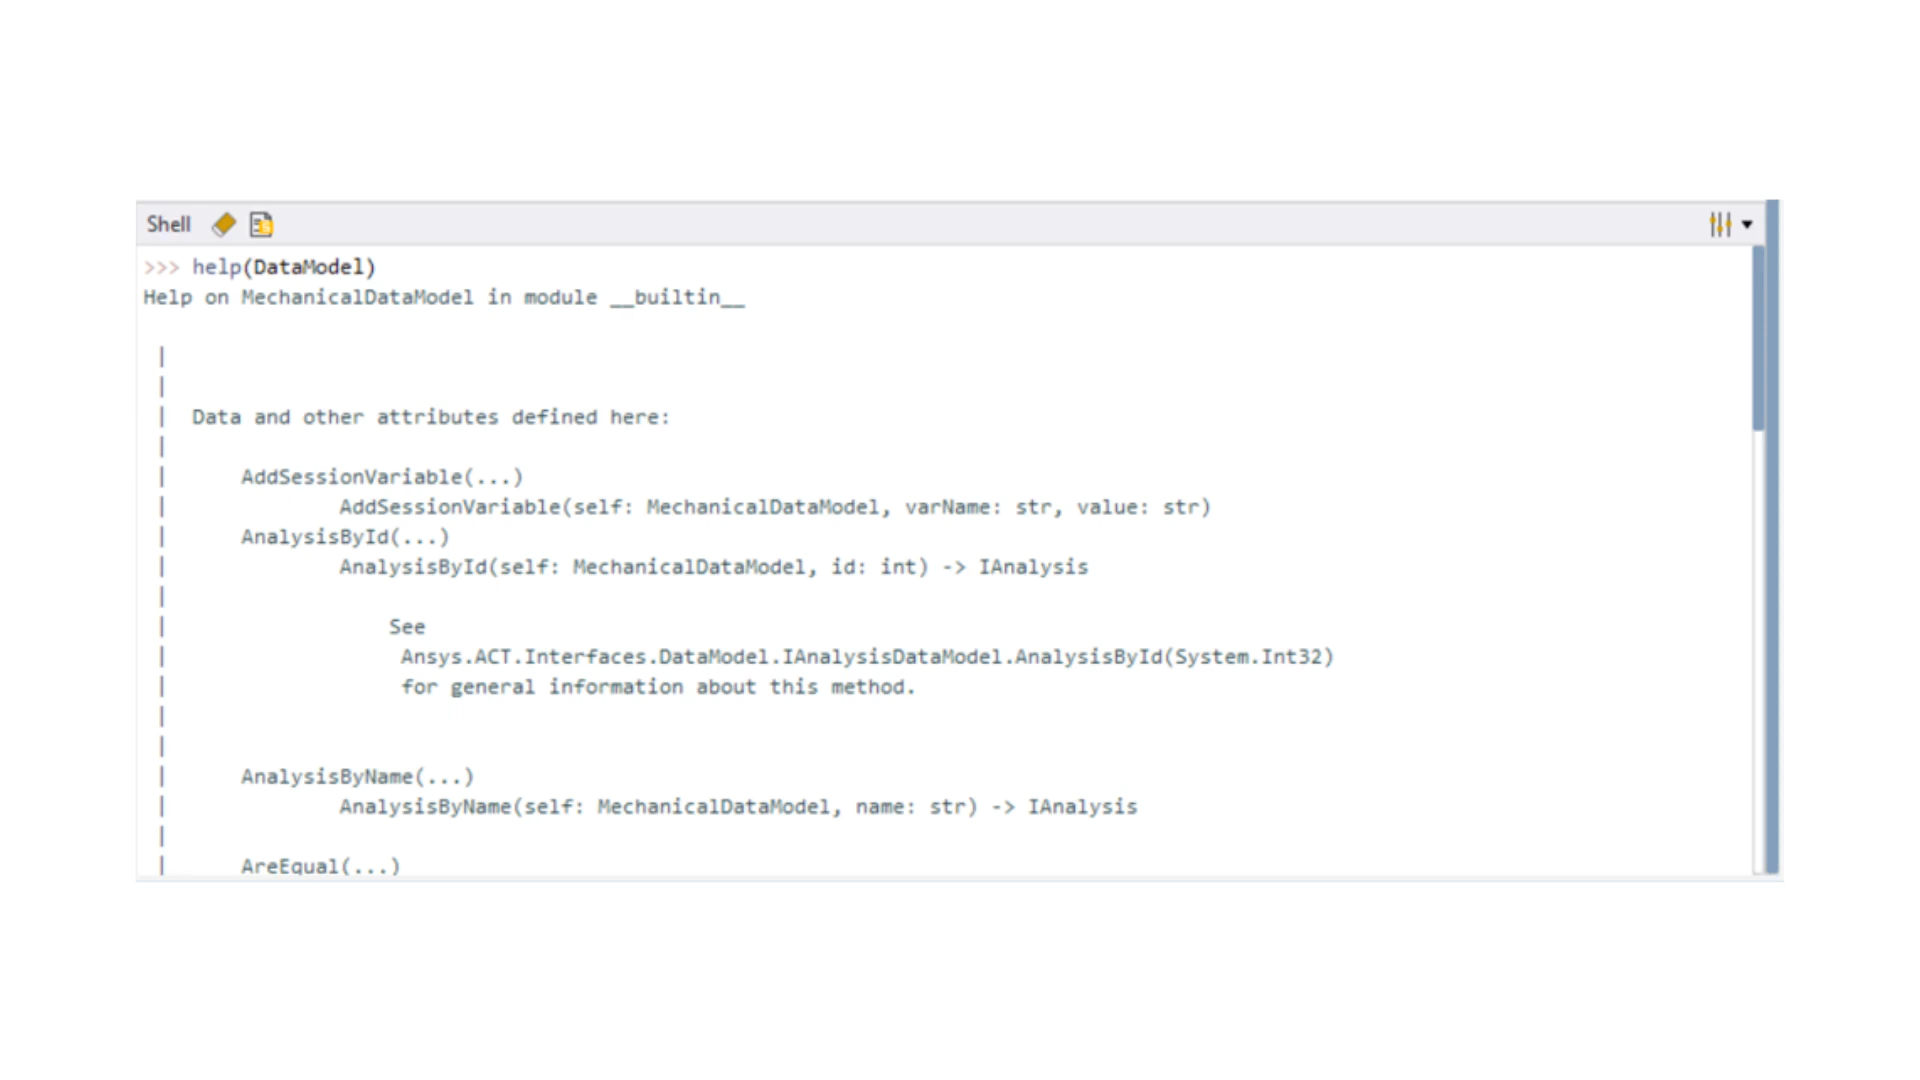 Shell
>>> help(DataModel)
Help on MechanicalDataModel in module __builtin__
|
|
| Data and other attributes defined here:
|
| AddSessionVariable(...)
| AddSessionVariable(self: MechanicalDataModel, varName: str, value: str)
| AnalysisById(...)
| AnalysisById(self: MechanicalDataModel, id: int) -> IAnalysis
|
| See
| Ansys.ACT.Interfaces.DataModel.IAnalysisDataModel.AnalysisById(System.Int32)
| for general information about this method.
|
|
| AnalysisByName(...)
| AnalysisByName(self: MechanicalDataModel, name: str) -> IAnalysis
|
| AreEqual(...)